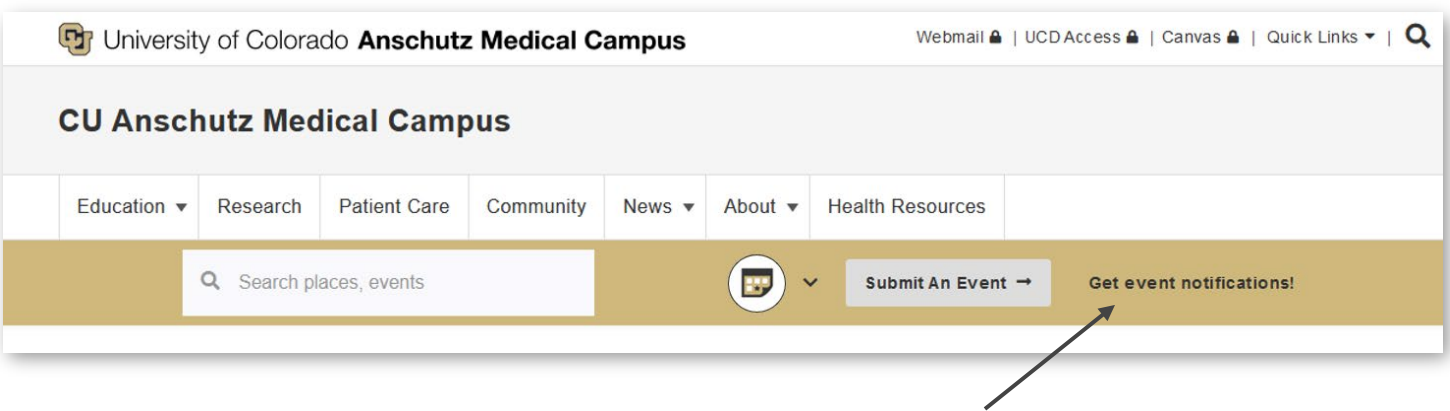 University of Colorado Anschutz Medical Campus
Webmail | UCD Access | Canvas | Quick Links |
CU Anschutz Medical Campus
Education Research Patient Care Community News About Health Resources
Search places, events Submit An Event → Get event notifications!